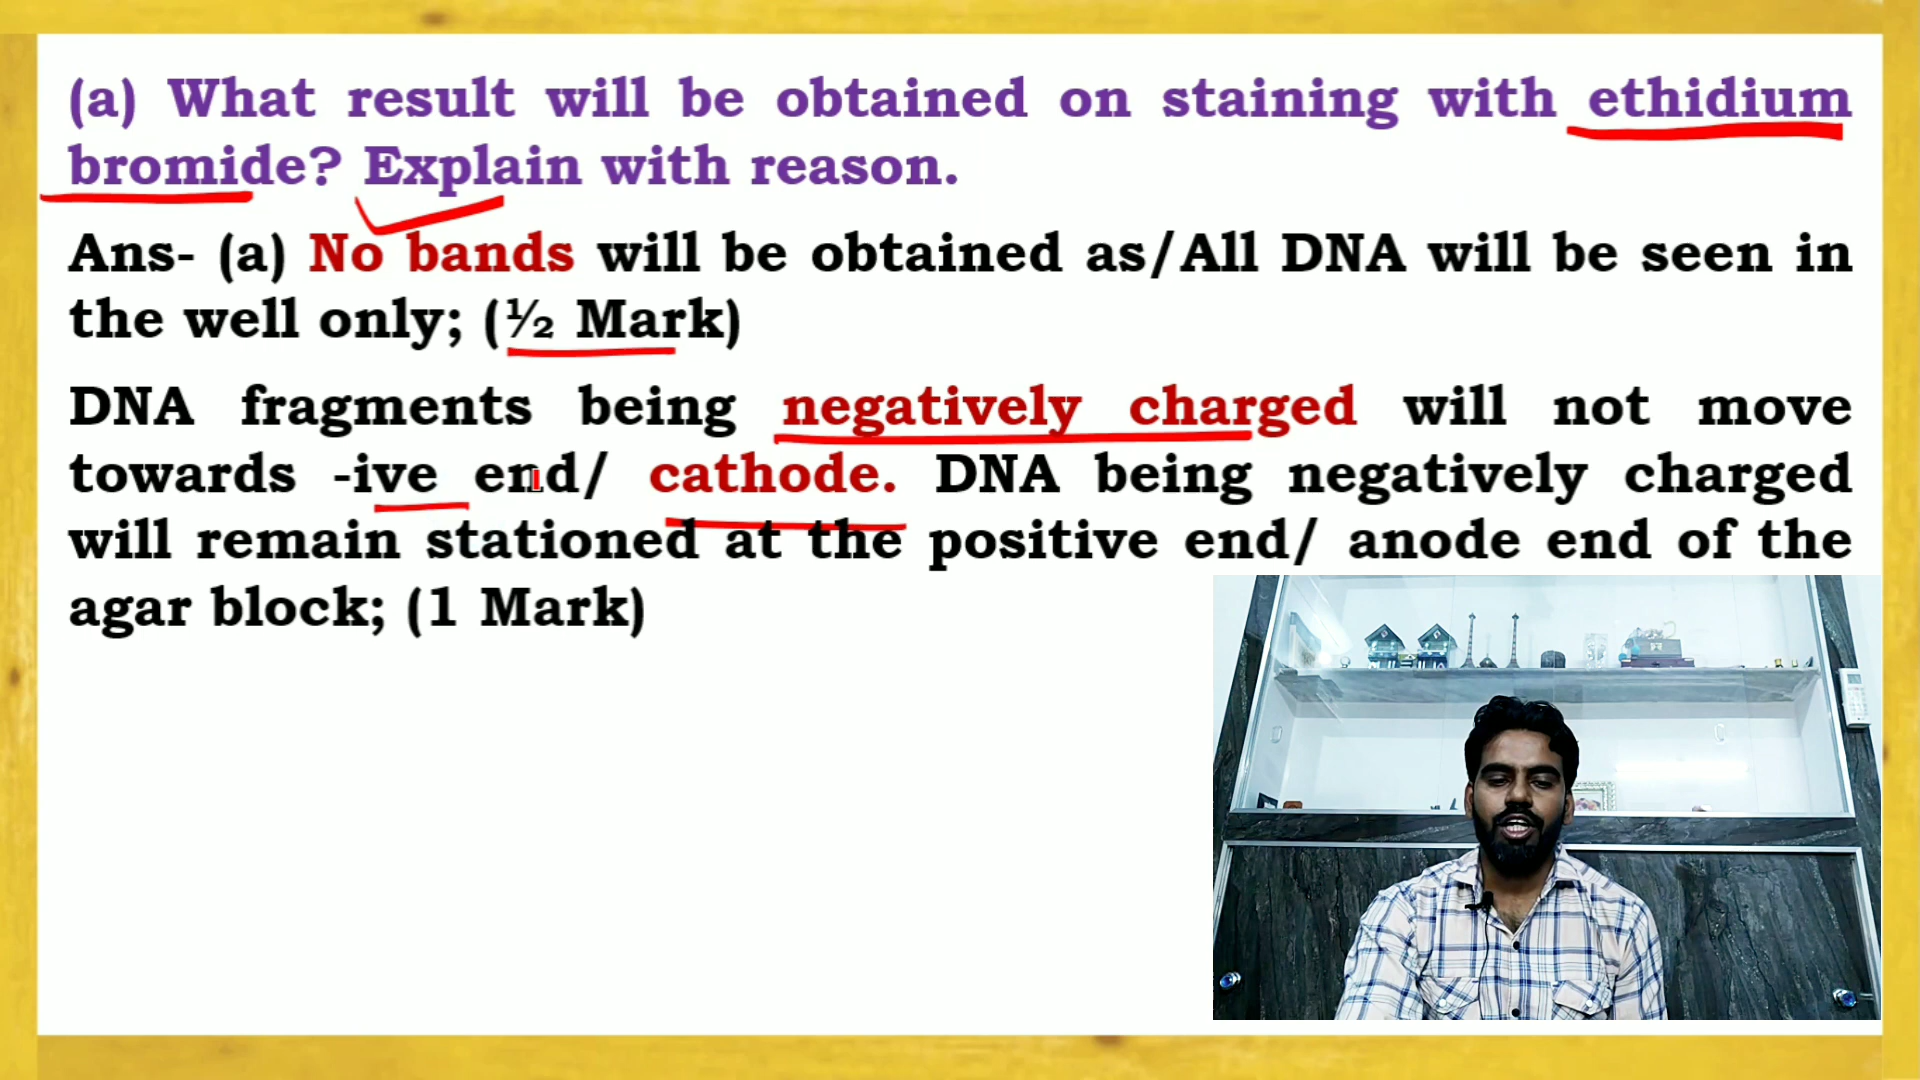 (a) What result will be obtained on staining with ethidium
bromide? Explain with reason.
Ans- (a) No bands will be obtained as/All DNA will be seen in
the well only; (½ Mark)
DNA fragments being negatively charged will not move
towards -ive end/ cathode. DNA being negatively charged
will remain stationed at the positive end/ anode end of the
agar block; (1 Mark)